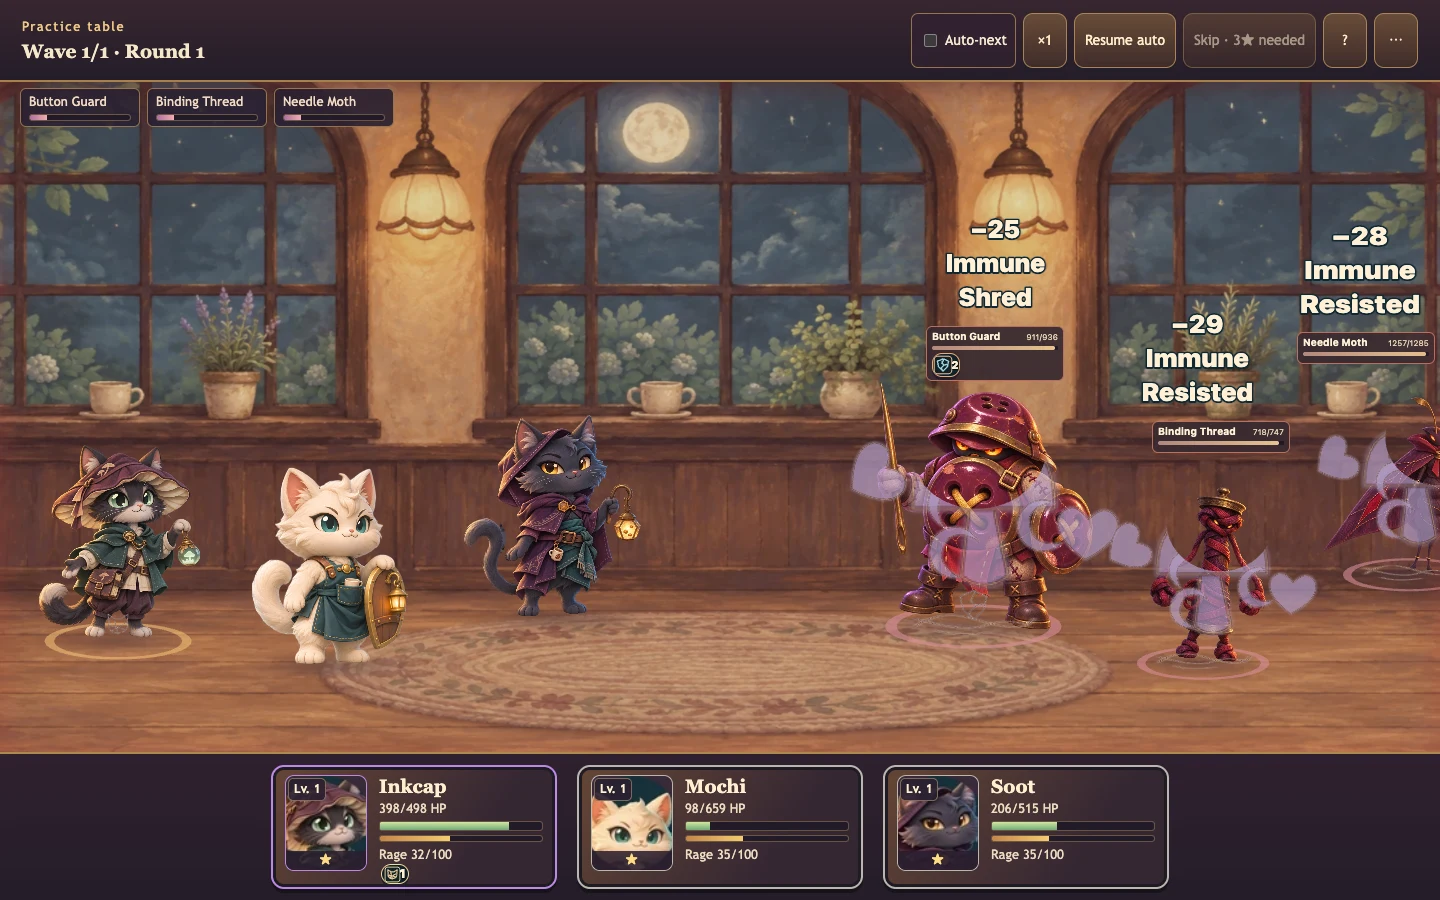 Practice table
Wave 1/1 · Round 1
Auto-next
×1
Resume auto
Skip · 3★ needed
?
...
Button Guard
Binding Thread
Needle Moth
−25
Immune
Shred
−28
Immune
Resisted
−29
Immune
Resisted
Button Guard 911/936
2
Needle Moth 1257/1285
Binding Thread 718/747
Lv. 1
Inkcap
398/498 HP
Rage 32/100
1
Lv. 1
Mochi
98/659 HP
Rage 35/100
Lv. 1
Soot
206/515 HP
Rage 35/100